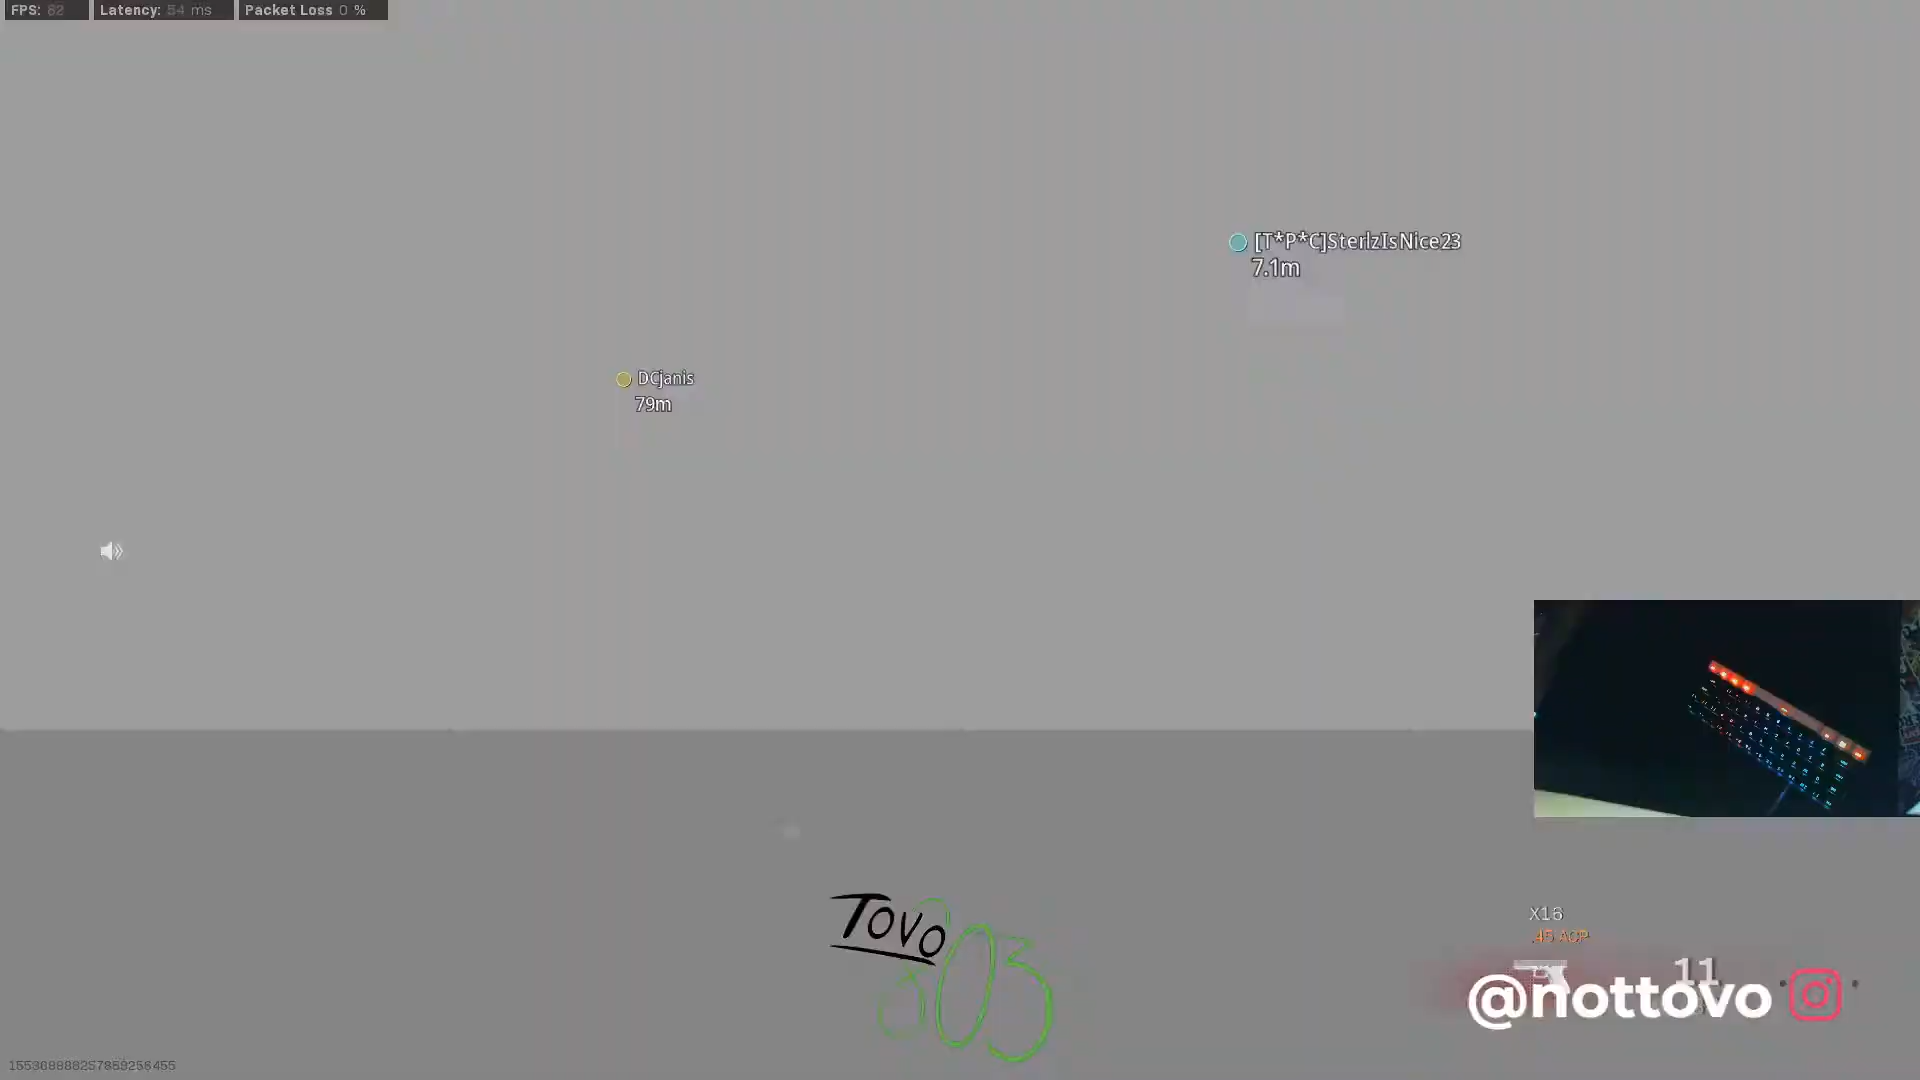 FPS: 62 Latency: 54 ms Packet Loss 0 %
[T*P*C]SterlzIsNice23
7.1m
DCjanis
79m
TOVO
803
X16
.45 ACP
11
@nottovo